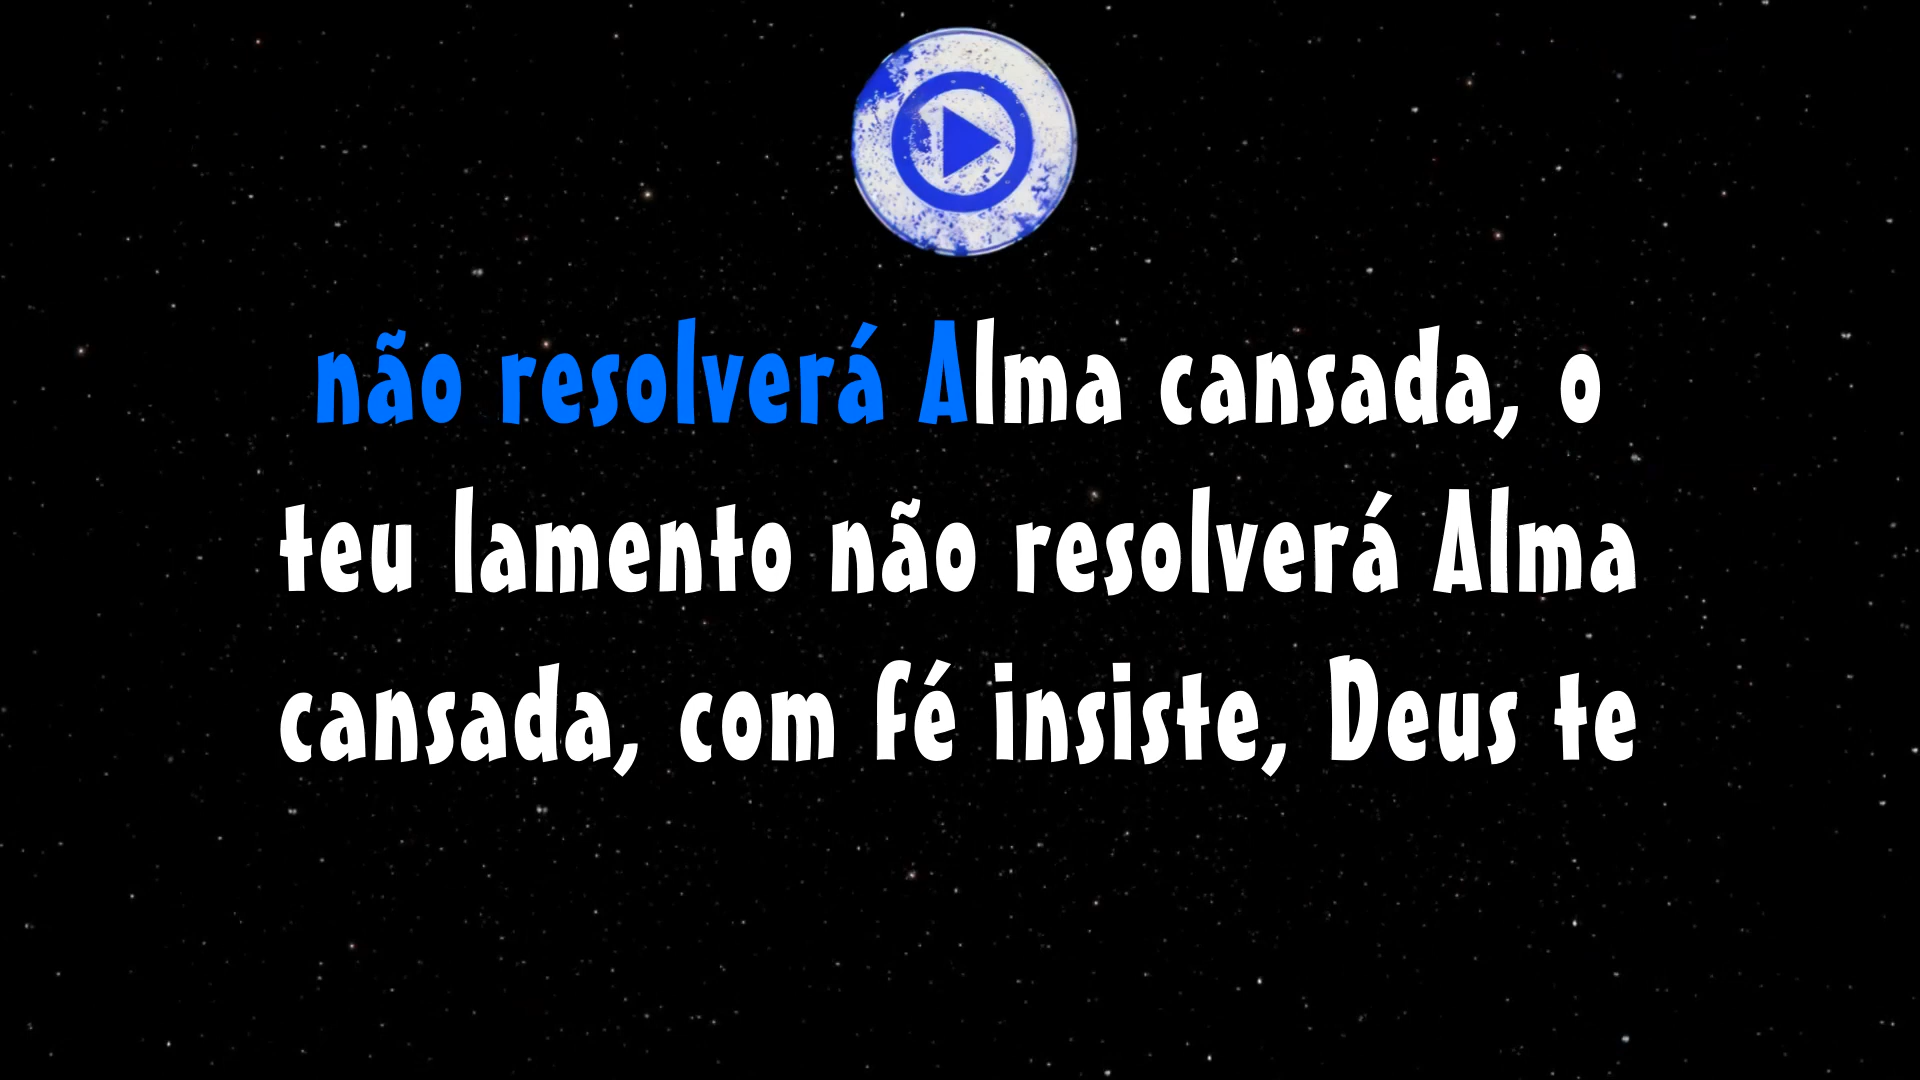 não resolverá Alma cansada, o
teu lamento não resolverá Alma
cansada, com fé insiste, Deus te